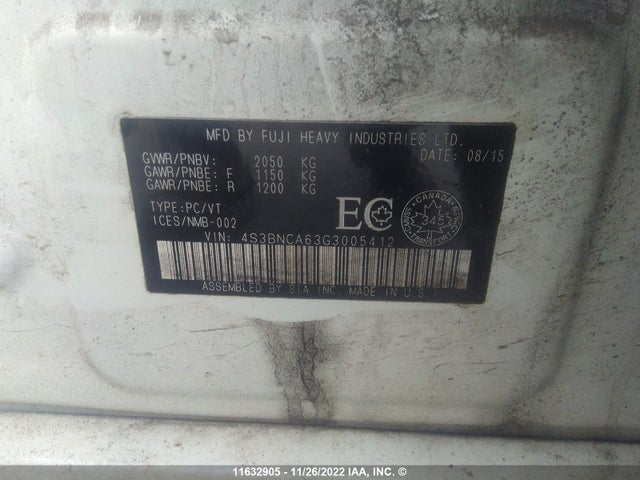 MFD BY FUJI HEAVY INDUSTRIES LTD.
GVWR/PNBV: 2050 KG DATE: 08/15
GAWR/PNBE: F 1150 KG
GAWR/PNBE: R 1200 KG
TYPE:PC/VT
ICES/NMB-002
EC
CANADA
345
TRANSPORT
VIN: 4S3BNCA63G3005412
ASSEMBLED BY SIA INC. MADE IN U.S.A.
11632905 - 11/26/2022 IAA, INC. ©